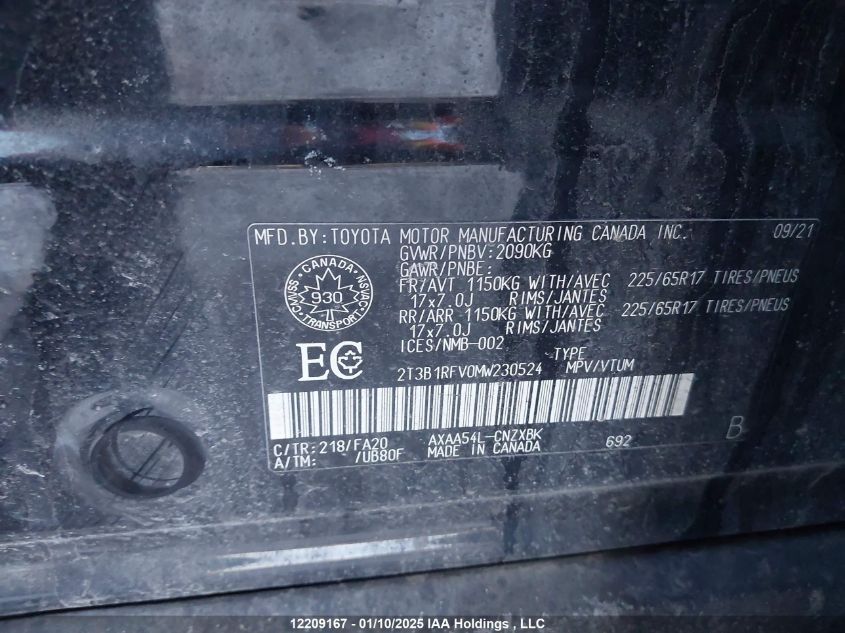 MFD.BY:TOYOTA MOTOR MANUFACTURING CANADA INC. 09/21
GVWR/PNBV:2090KG
GAWR/PNBE:
FR/AVT 1150KG WITH/AVEC 225/65R17 TIRES/PNEUS
17x7.0J RIMS/JANTES
RR/ARR 1150KG WITH/AVEC 225/65R17 TIRES/PNEUS
17x7.0J RIMS/JANTES
ICES/NMB-002
CANADA
CMVSS NSVAC
930
TRANSPORT
EC
TYPE
2T3B1RFV0MW230524 MPV/VTUM
C/TR:218/FA20 AXAA54L-CNZXBK 692 B
A/TM: /UB80F MADE IN CANADA
12209167 - 01/10/2025 IAA Holdings , LLC